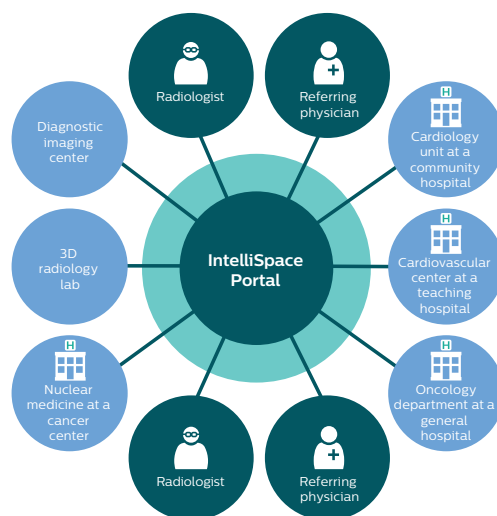 Radiologist
Referring
physician
Diagnostic
imaging
center
H
Cardiology
unit at a
community
hospital
3D
radiology
lab
IntelliSpace
Portal
H
Cardiovascular
center at a
teaching
hospital
H
Nuclear
medicine at a
cancer
center
H
Oncology
department at a
general
hospital
Radiologist
Referring
physician